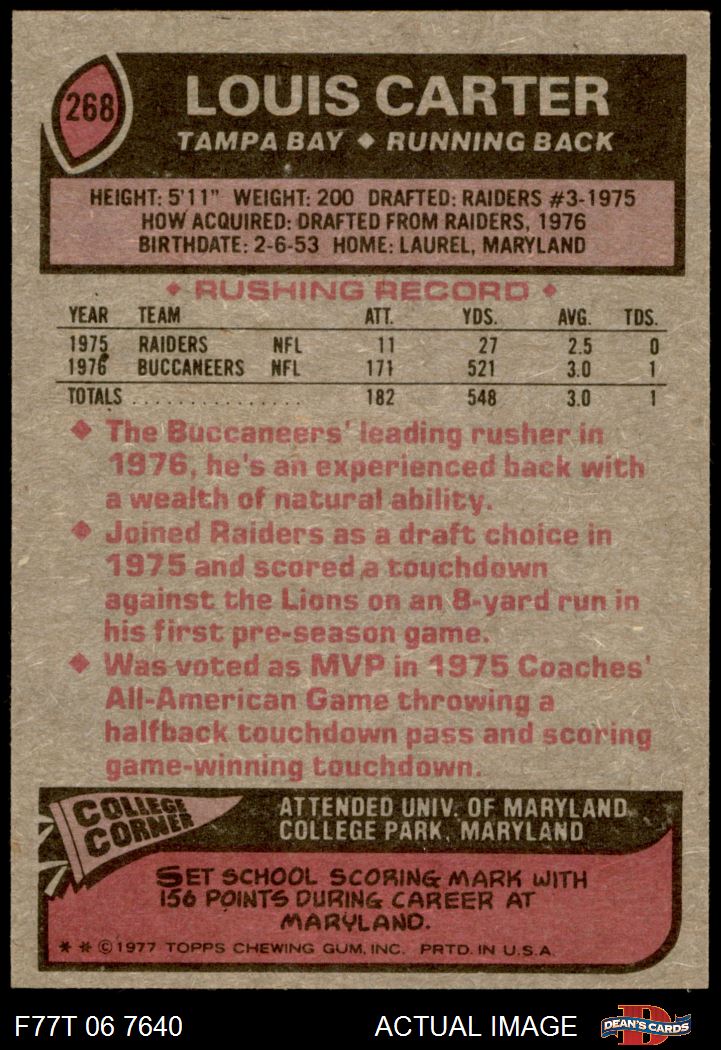 268
LOUIS CARTER
TAMPA BAY ◆ RUNNING BACK
HEIGHT: 5'11" WEIGHT: 200 DRAFTED: RAIDERS #3-1975
HOW ACQUIRED: DRAFTED FROM RAIDERS, 1976
BIRTHDATE: 2-6-53 HOME: LAUREL, MARYLAND
◆ RUSHING RECORD ◆
YEAR TEAM ATT. YDS. AVG. TDS.
1975 RAIDERS NFL 11 27 2.5 0
1976 BUCCANEERS NFL 171 521 3.0 1
TOTALS ................ 182 548 3.0 1
◆ The Buccaneers' leading rusher in
1976, he's an experienced back with
a wealth of natural ability.
◆ Joined Raiders as a draft choice in
1975 and scored a touchdown
against the Lions on an 8-yard run in
his first pre-season game.
◆ Was voted as MVP in 1975 Coaches'
All-American Game throwing a
halfback touchdown pass and scoring
game-winning touchdown.
COLLEGE
CORNER
ATTENDED UNIV. OF MARYLAND
COLLEGE PARK, MARYLAND
SET SCHOOL SCORING MARK WITH
156 POINTS DURING CAREER AT
MARYLAND.
* * © 1977 TOPPS CHEWING GUM, INC. PRTD. IN U.S.A.
F77T 06 7640 ACTUAL IMAGE
D
DEAN'S CARDS